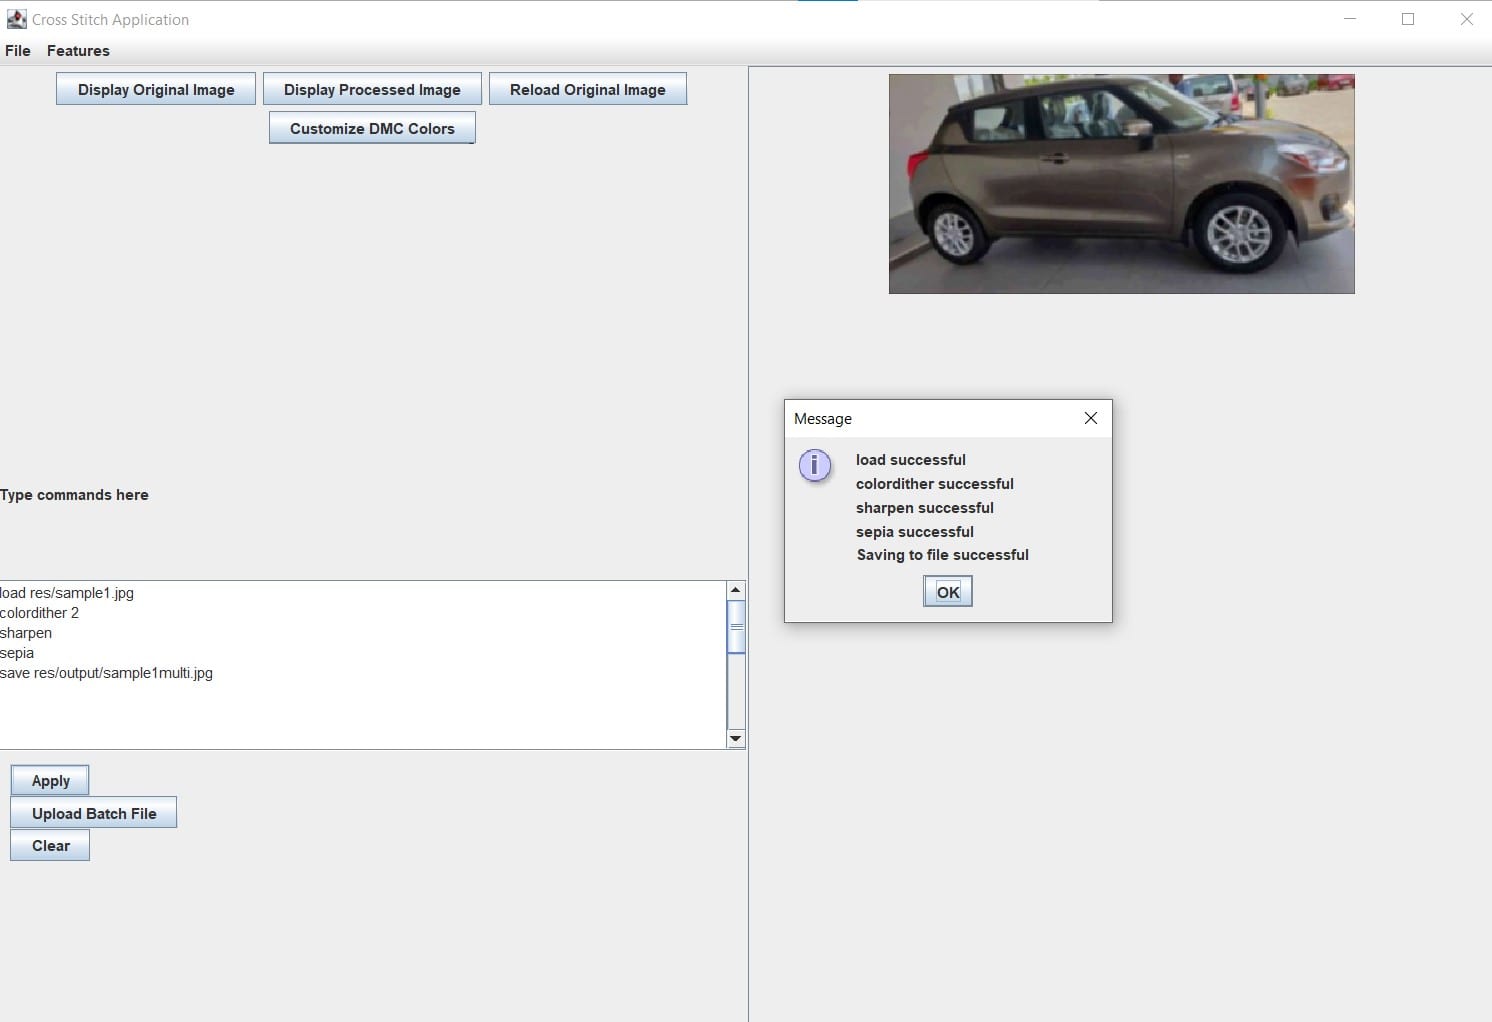 Cross Stitch Application
File Features
Display Original Image Display Processed Image Reload Original Image
Customize DMC Colors
Type commands here
load res/sample1.jpg
colordither 2
sharpen
sepia
save res/output/sample1multi.jpg
Apply
Upload Batch File
Clear
Message
load successful
colordither successful
sharpen successful
sepia successful
Saving to file successful
OK